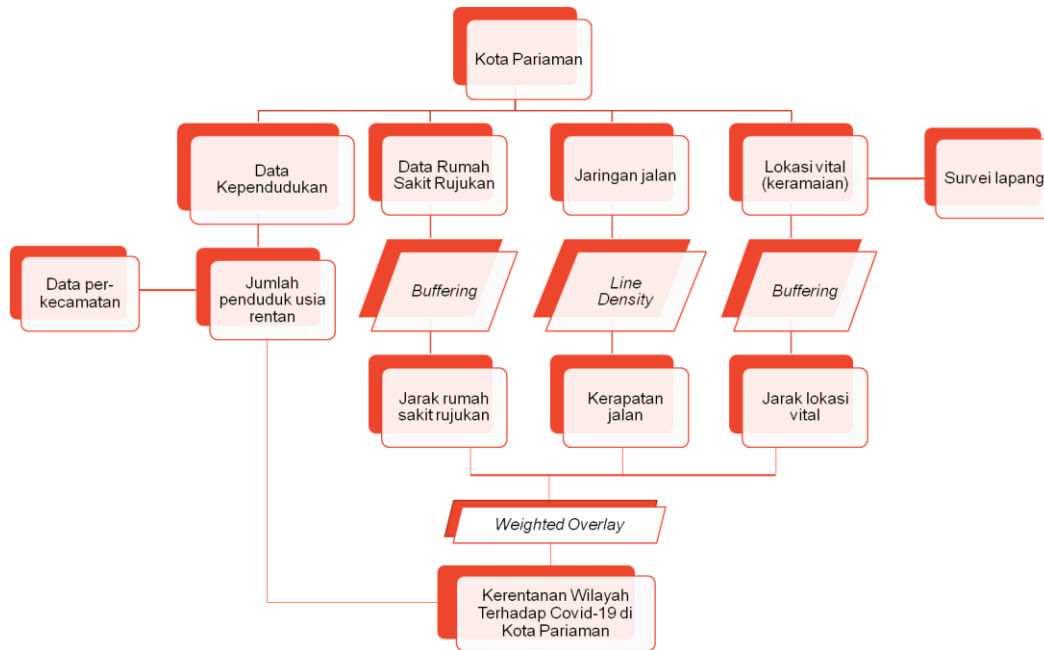 Kota Pariaman
Data
Kependudukan
Data Rumah
Sakit Rujukan
Jaringan jalan
Lokasi vital
(keramaian)
Survei lapang
Data per-
kecamatan
Jumlah
penduduk usia
rentan
Buffering
Line
Density
Buffering
Jarak rumah
sakit rujukan
Kerapatan
jalan
Jarak lokasi
vital
Weighted Overlay
Kerentanan Wilayah
Terhadap Covid-19 di
Kota Pariaman